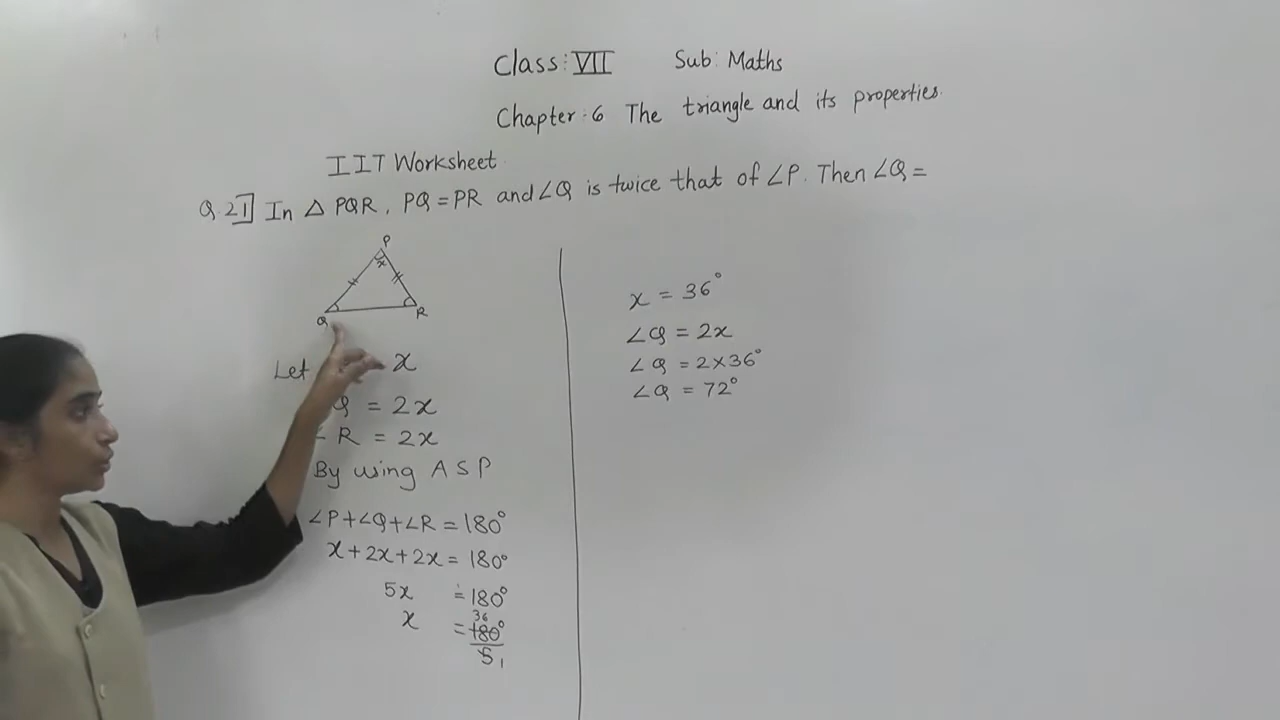 Class: VII Sub: Maths
Chapter: 6 The triangle and its properties.
IIT Worksheet
Q.21] In △ PQR, PQ = PR and ∠Q is twice that of ∠P. Then ∠Q =
P
x
Q R
Let x
Q = 2x
∠R = 2x
By using ASP
∠P+∠Q+∠R = 180°
x+2x+2x = 180°
5x = 180°
36
x = 180°
5 1
x = 36°
∠Q = 2x
∠Q = 2×36°
∠Q = 72°